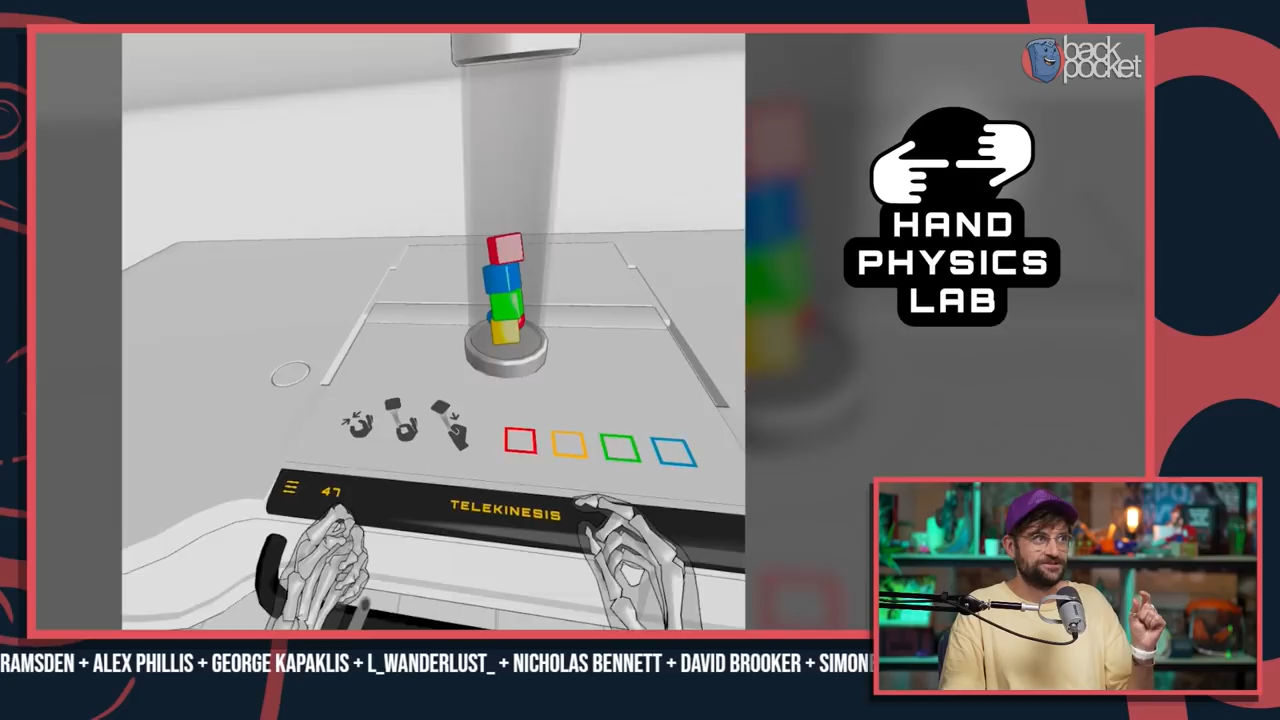 back
pocket
HAND
PHYSICS
LAB
47
TELEKINESIS
RAMSDEN + ALEX PHILLIS + GEORGE KAPAKLIS + L_WANDERLUST_ + NICHOLAS BENNETT + DAVID BROOKER + SIMONE